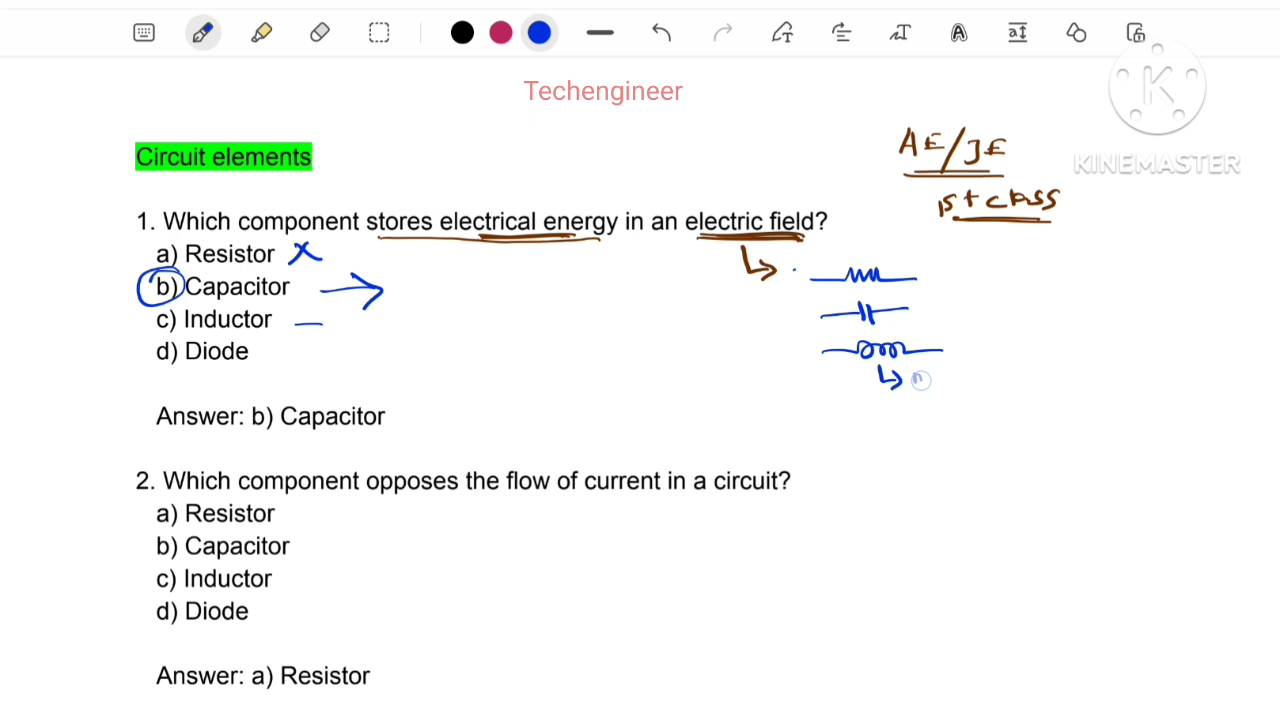 Techengineer
K
KINEMASTER
AE/JE
1st class
Circuit elements
1. Which component stores electrical energy in an electric field?
a) Resistor
b) Capacitor
c) Inductor
d) Diode
Answer: b) Capacitor
2. Which component opposes the flow of current in a circuit?
a) Resistor
b) Capacitor
c) Inductor
d) Diode
Answer: a) Resistor